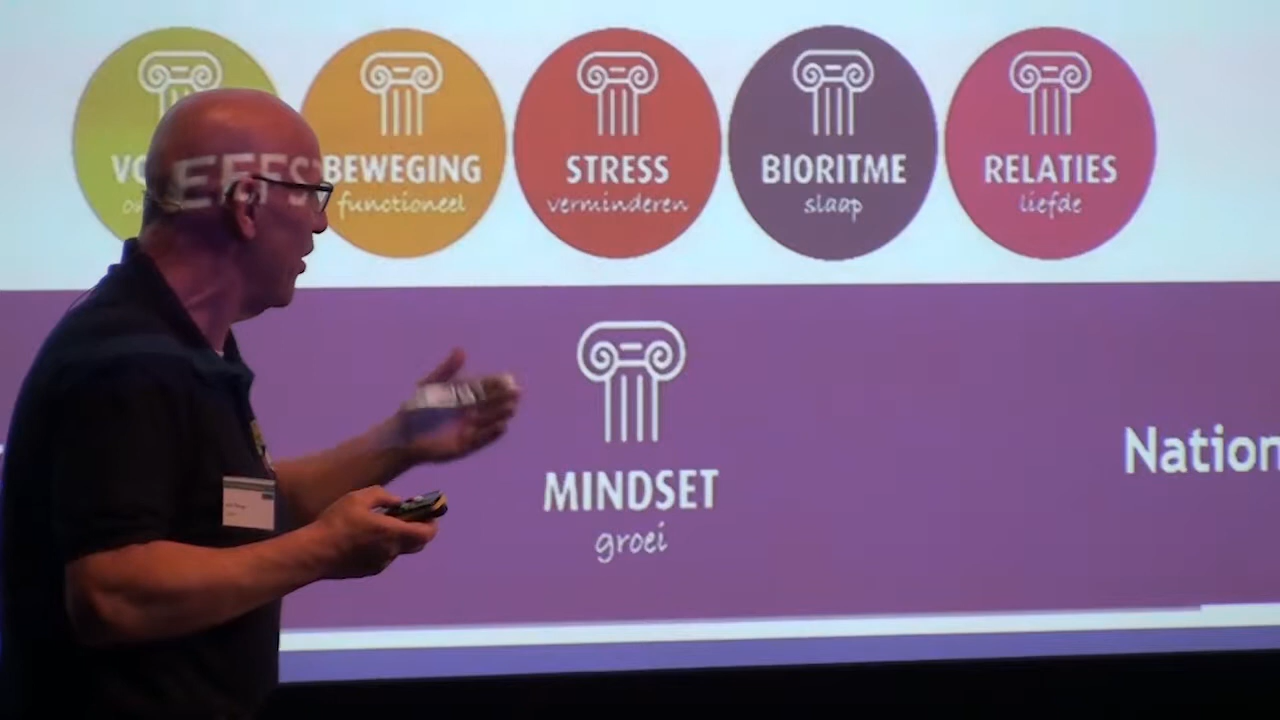 BEWEGING
functioneel
STRESS
verminderen
BIORITME
slaap
RELATIES
liefde
MINDSET
groei
Nation